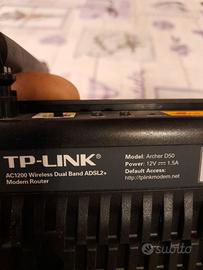 TP-LINK®
AC1200 Wireless Dual Band ADSL2+
Modem Router
Model: Archer D50
Power: 12V⎓1.5A
Default Access:
http://tplinkmodem.net
subito